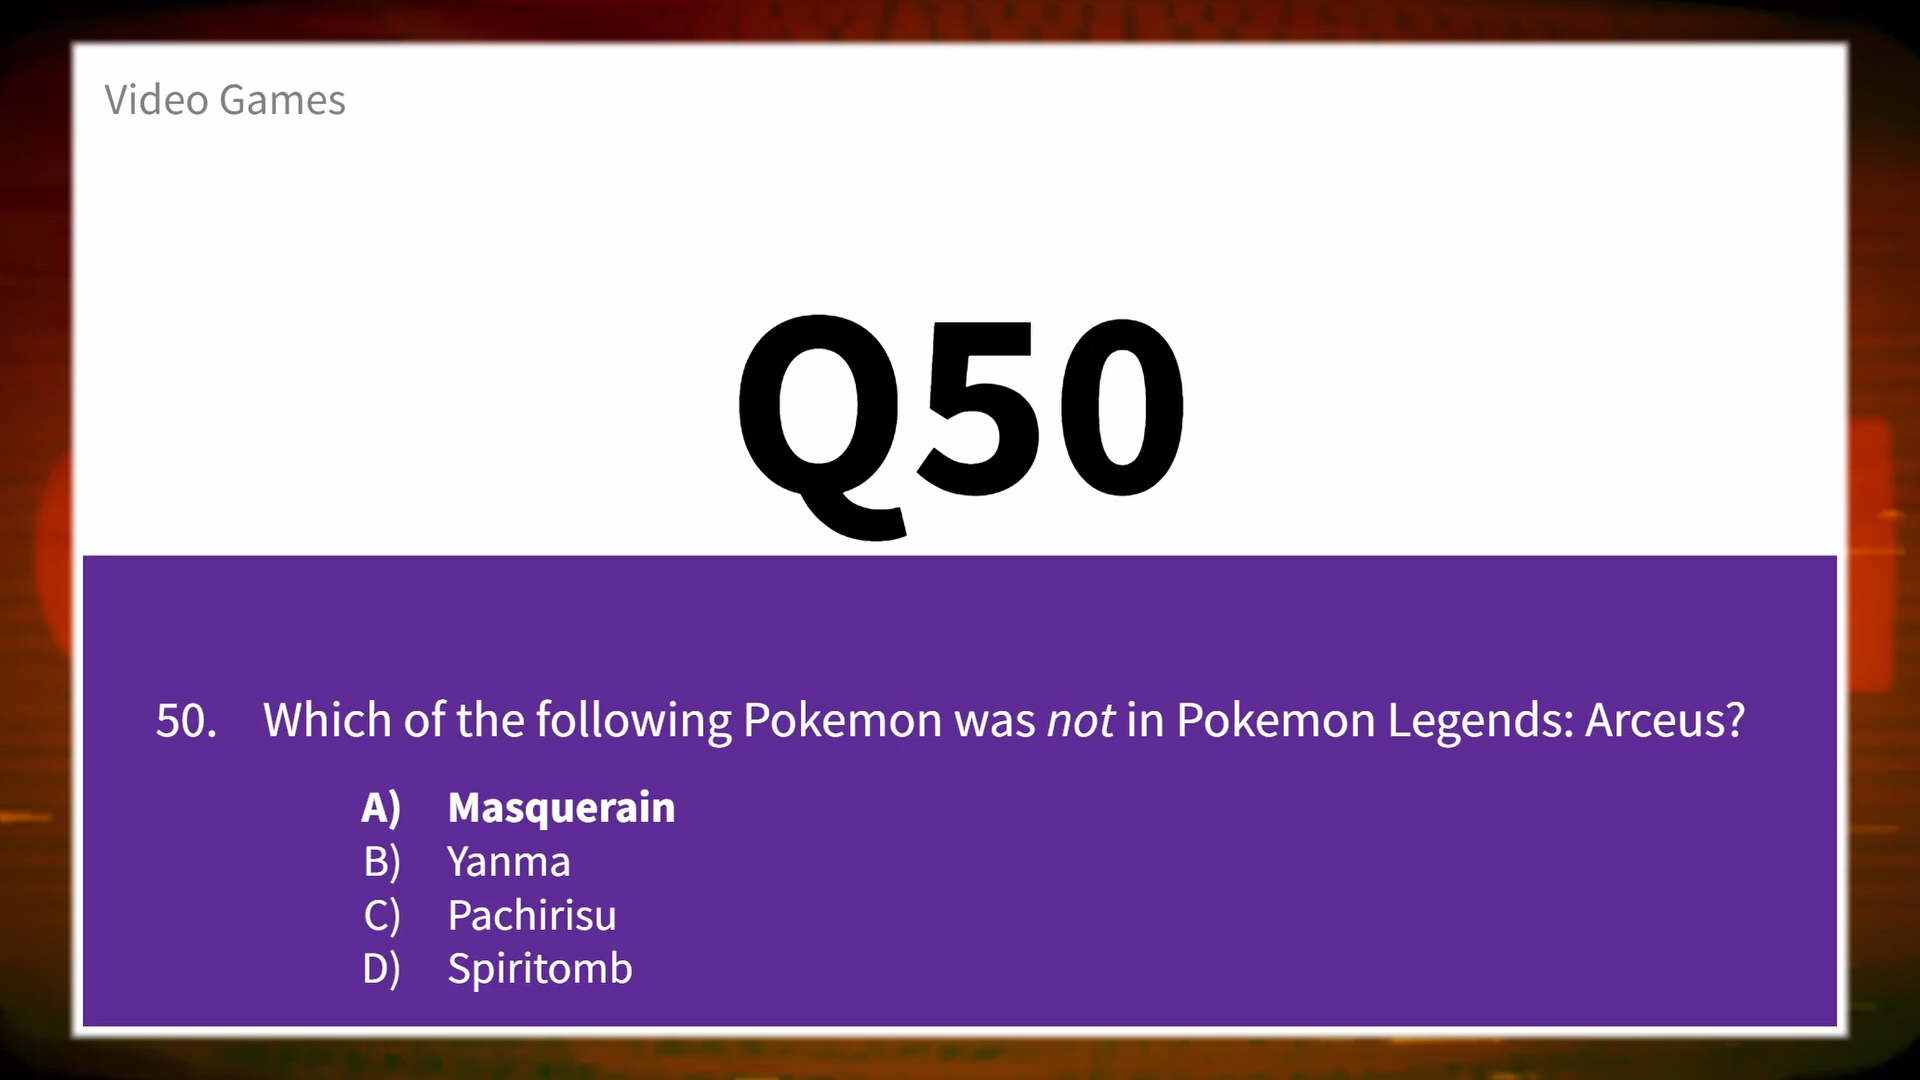 Video Games
Q50
50. Which of the following Pokemon was not in Pokemon Legends: Arceus?
A) Masquerain
B) Yanma
C) Pachirisu
D) Spiritomb